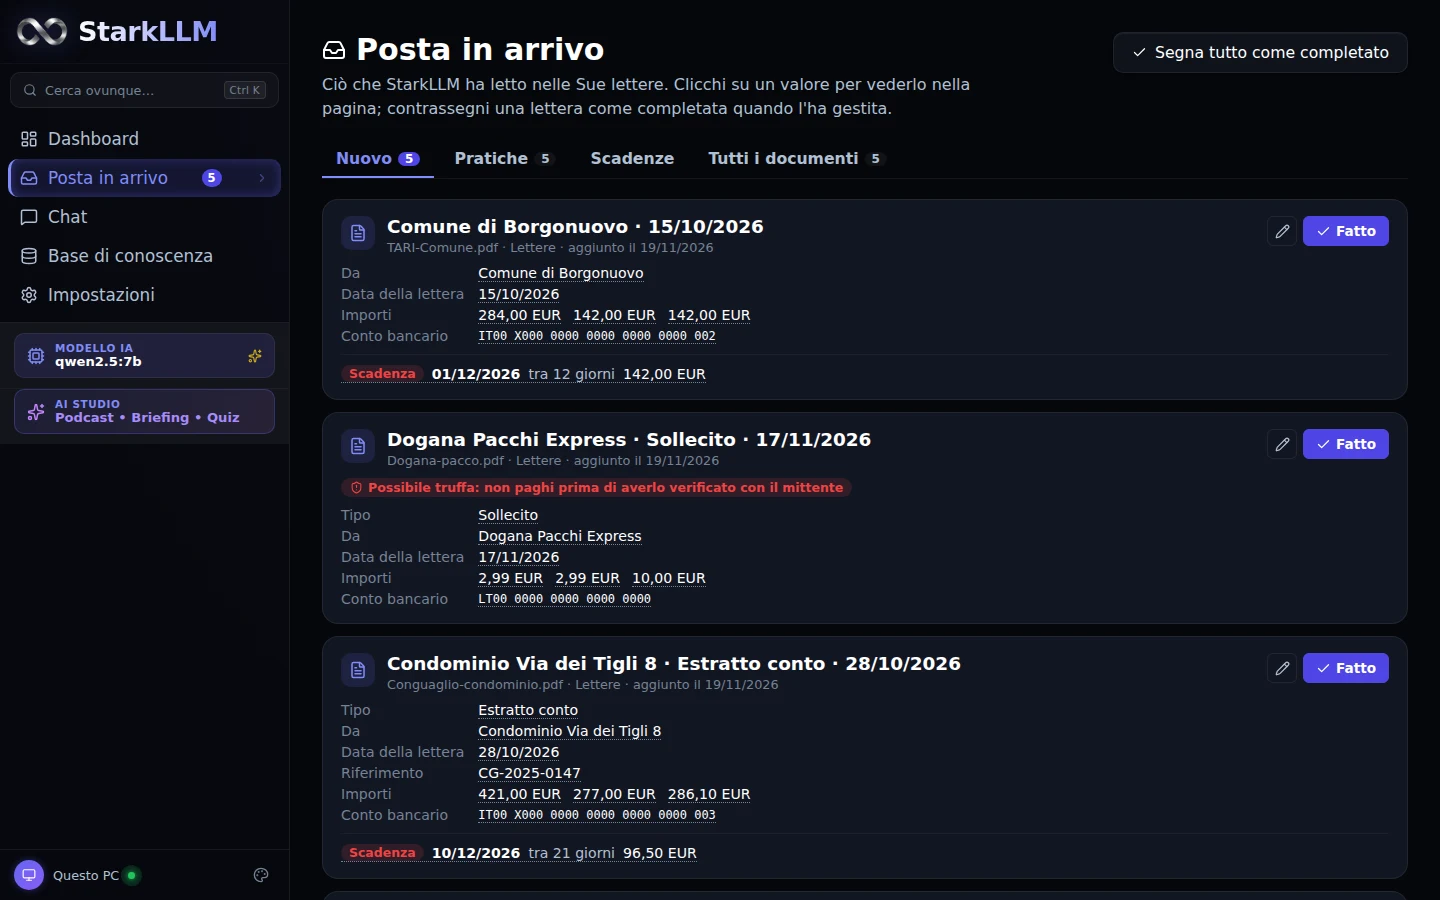 StarkLLM
Cerca ovunque... Ctrl K
Dashboard
Posta in arrivo 5
Chat
Base di conoscenza
Impostazioni
MODELLO IA
qwen2.5:7b
AI STUDIO
Podcast • Briefing • Quiz
Questo PC
Posta in arrivo
Segna tutto come completato
Ciò che StarkLLM ha letto nelle Sue lettere. Clicchi su un valore per vederlo nella
pagina; contrassegni una lettera come completata quando l'ha gestita.
Nuovo 5 Pratiche 5 Scadenze Tutti i documenti 5
Comune di Borgonuovo · 15/10/2026
Fatto
TARI-Comune.pdf · Lettere · aggiunto il 19/11/2026
Da Comune di Borgonuovo
Data della lettera 15/10/2026
Importi 284,00 EUR 142,00 EUR 142,00 EUR
Conto bancario IT00 X000 0000 0000 0000 0000 002
Scadenza 01/12/2026 tra 12 giorni 142,00 EUR
Dogana Pacchi Express · Sollecito · 17/11/2026
Fatto
Dogana-pacco.pdf · Lettere · aggiunto il 19/11/2026
Possibile truffa: non paghi prima di averlo verificato con il mittente
Tipo Sollecito
Da Dogana Pacchi Express
Data della lettera 17/11/2026
Importi 2,99 EUR 2,99 EUR 10,00 EUR
Conto bancario LT00 0000 0000 0000 0000
Condominio Via dei Tigli 8 · Estratto conto · 28/10/2026
Fatto
Conguaglio-condominio.pdf · Lettere · aggiunto il 19/11/2026
Tipo Estratto conto
Da Condominio Via dei Tigli 8
Data della lettera 28/10/2026
Riferimento CG-2025-0147
Importi 421,00 EUR 277,00 EUR 286,10 EUR
Conto bancario IT00 X000 0000 0000 0000 0000 003
Scadenza 10/12/2026 tra 21 giorni 96,50 EUR